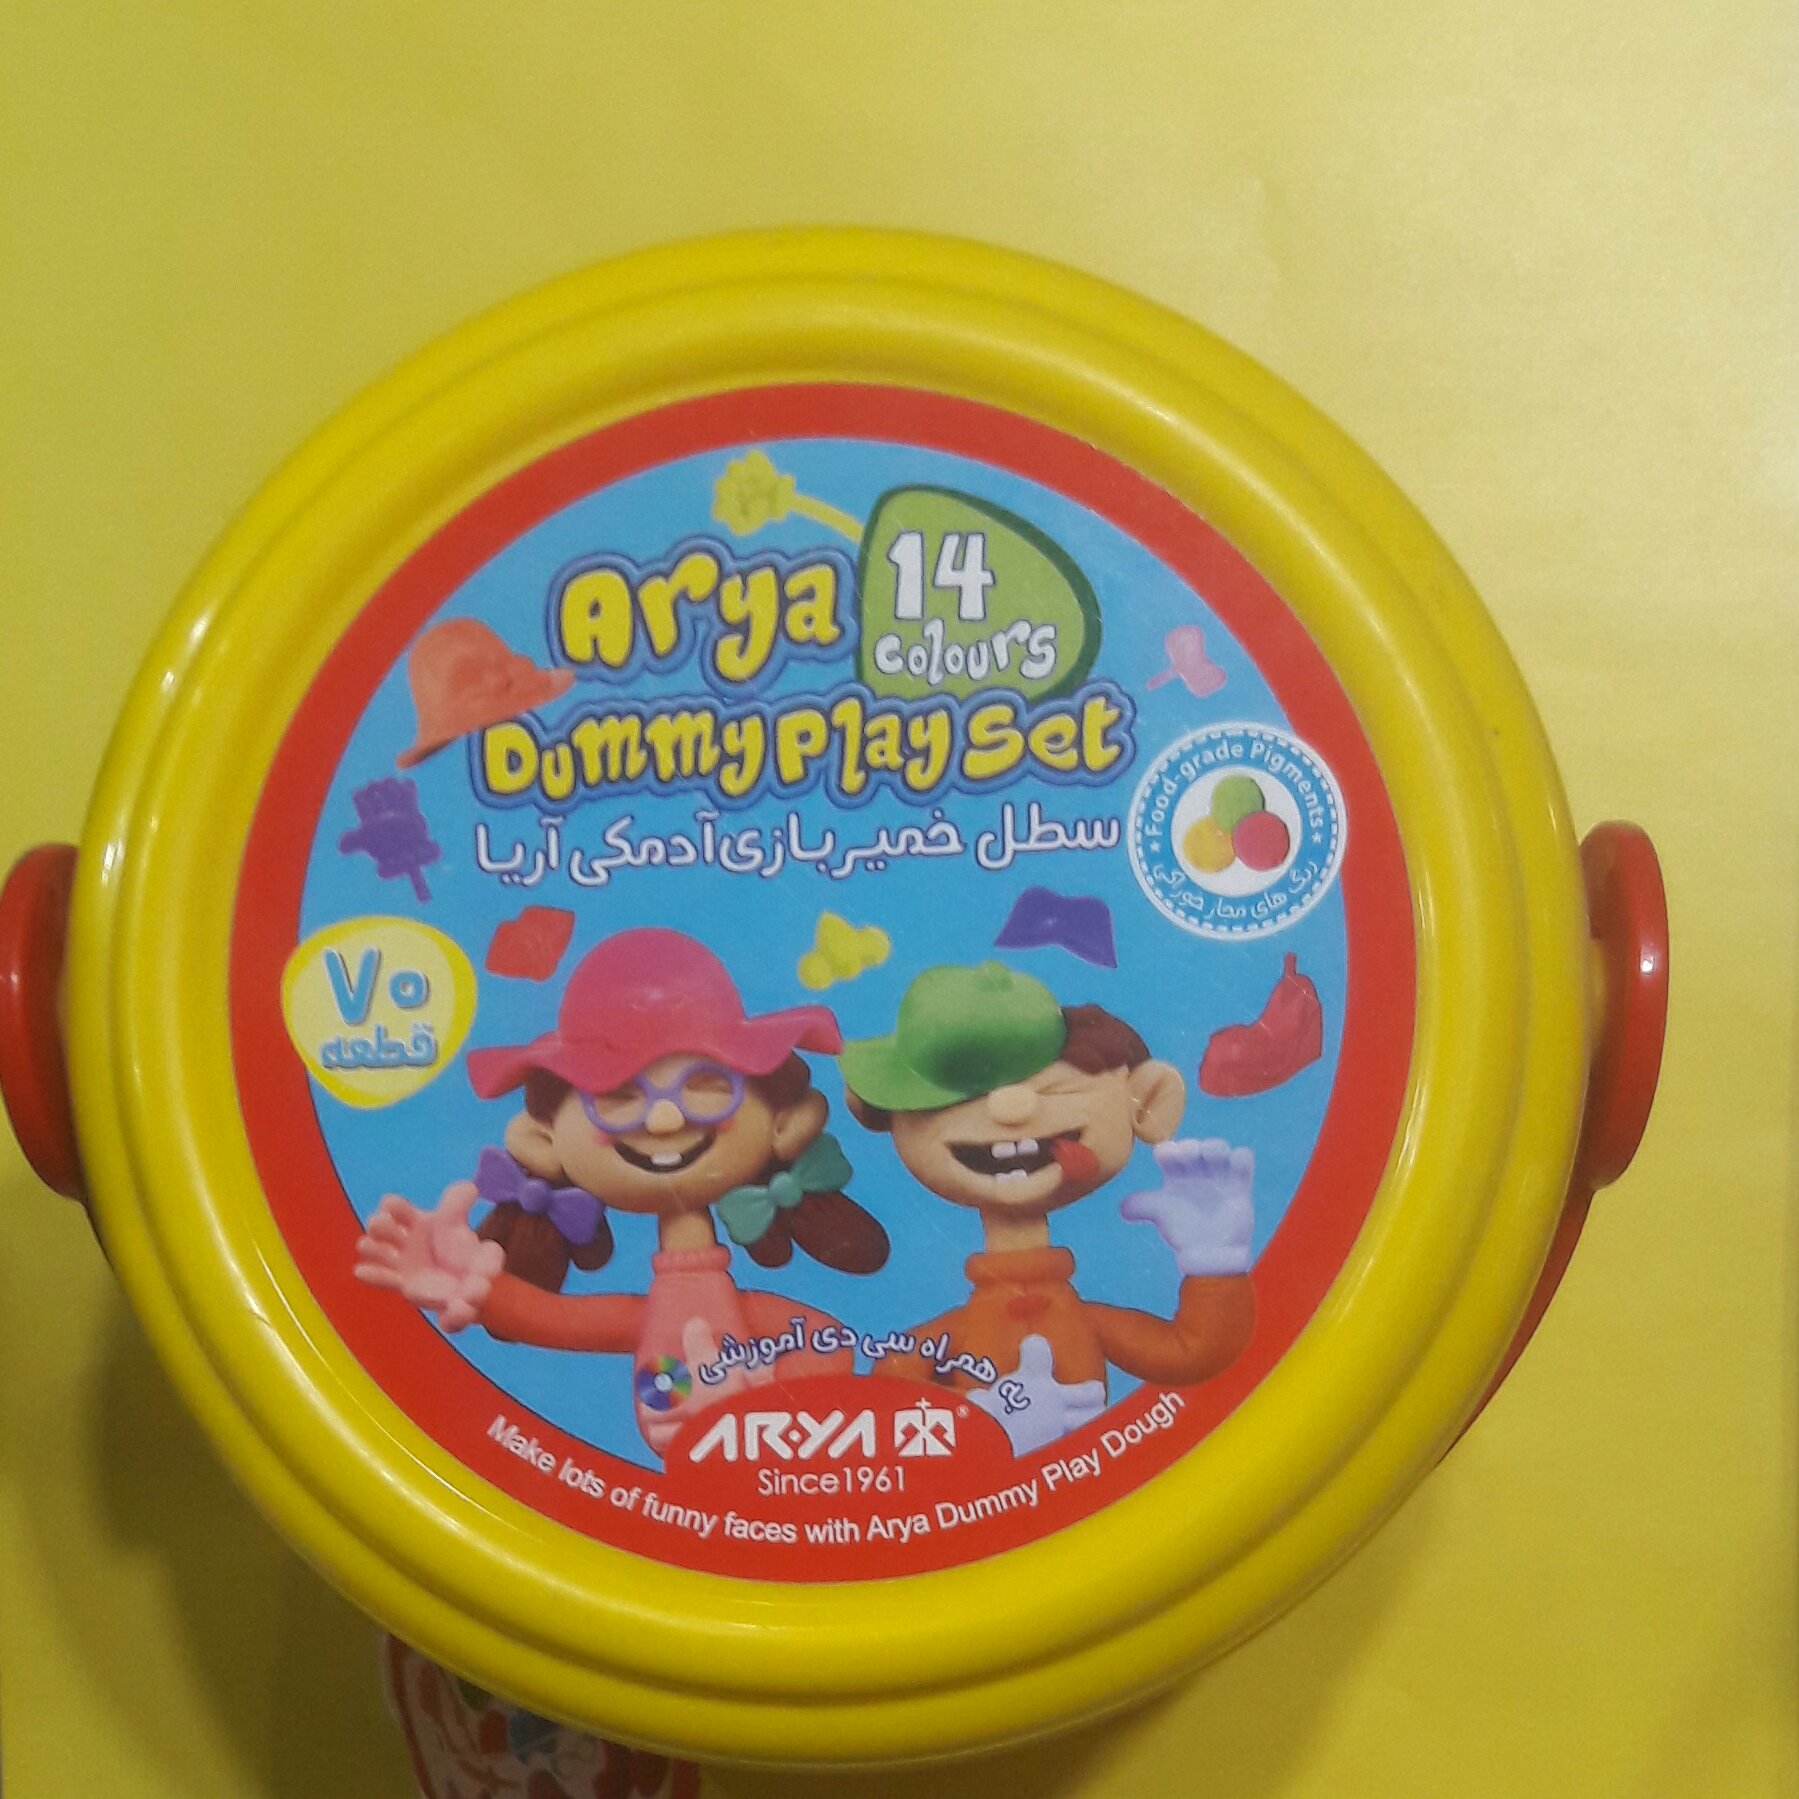 Arya
14
colours
Dummy Play Set
سطل خمیربازی آدمکی آریا
Food-grade Pigments
رنگ های مجاز خوراکی
۷۰
قطعه
به همراه سی دی آموزشی
ARYA
Since1961
Make lots of funny faces with Arya Dummy Play Dough